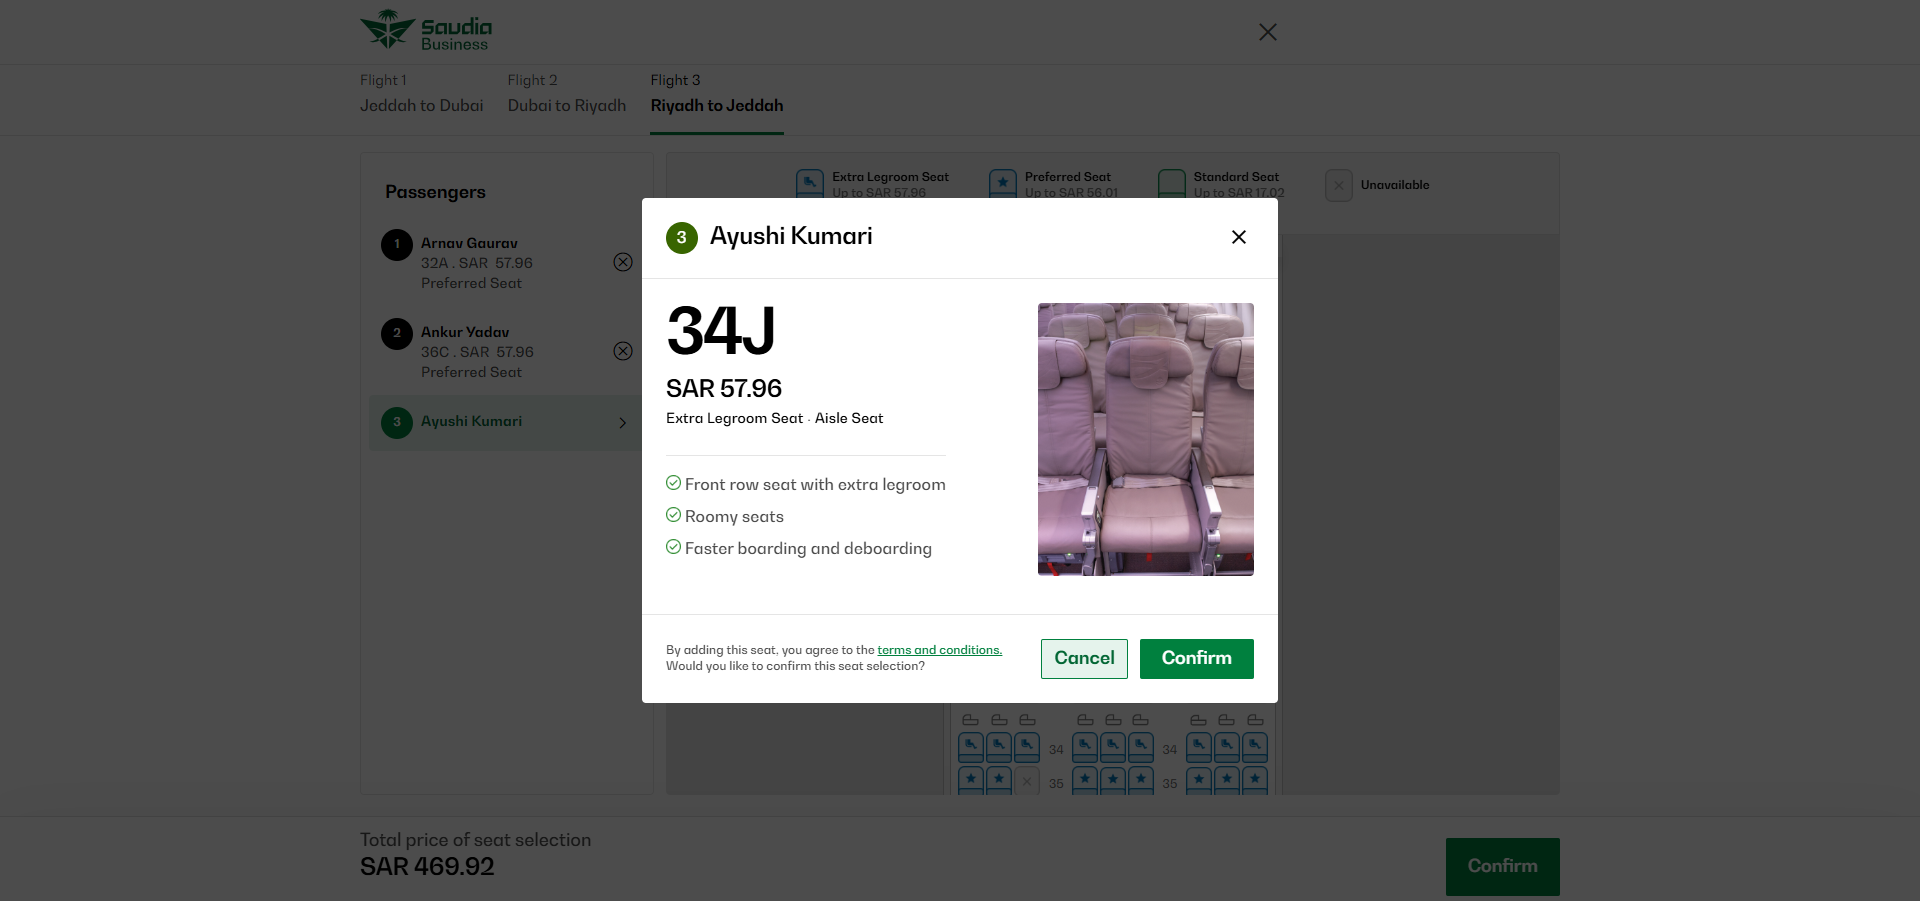 Saudia
Business
Flight 1
Jeddah to Dubai
Flight 2
Dubai to Riyadh
Flight 3
Riyadh to Jeddah
Passengers
1
Arnav Gaurav
32A . SAR 57.96
Preferred Seat
2
Ankur Yadav
36C . SAR 57.96
Preferred Seat
3
Ayushi Kumari
Extra Legroom Seat
Up to SAR 57.96
Preferred Seat
Up to SAR 56.01
Standard Seat
Up to SAR 17.02
Unavailable
3 Ayushi Kumari
34J
SAR 57.96
Extra Legroom Seat · Aisle Seat
Front row seat with extra legroom
Roomy seats
Faster boarding and deboarding
By adding this seat, you agree to the terms and conditions.
Would you like to confirm this seat selection?
Cancel
Confirm
34 34
35 35
Total price of seat selection
SAR 469.92
Confirm